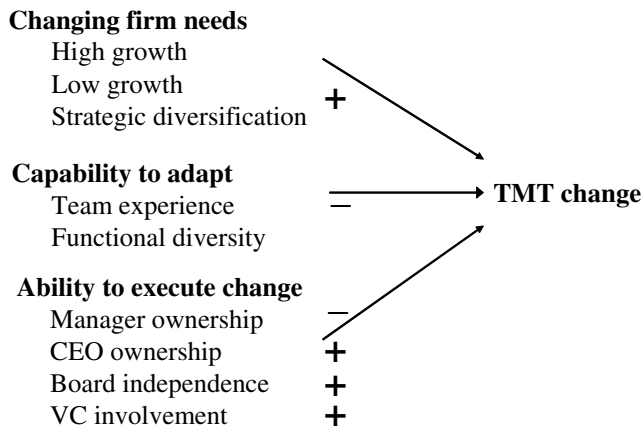 Changing firm needs
High growth
Low growth
Strategic diversification +
Capability to adapt
TMT change
Team experience –
Functional diversity
Ability to execute change
Manager ownership –
CEO ownership +
Board independence +
VC involvement +